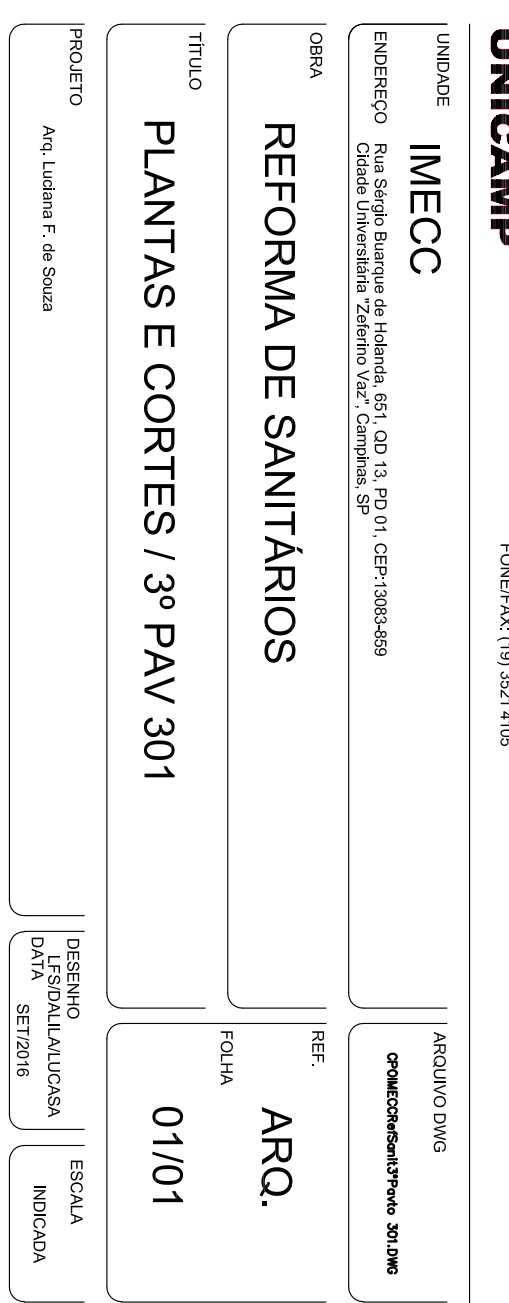 UNICAMP
FONE/FAX: (19) 3521 4105
UNIDADE
IMECC
ENDEREÇO
Rua Sérgio Buarque de Holanda, 651, QD 13, PD 01, CEP:13083-859
Cidade Universitária "Zeferino Vaz", Campinas, SP
ARQUIVO DWG
CPOIMECCRefSanit3ºPavto 301.DWG
OBRA
REFORMA DE SANITÁRIOS
REF.
ARQ.
TÍTULO
PLANTAS E CORTES / 3º PAV 301
FOLHA
01/01
PROJETO
Arq. Luciana F. de Souza
DESENHO
LFS/DALILA/LUCASA
DATA
SET/2016
ESCALA
INDICADA